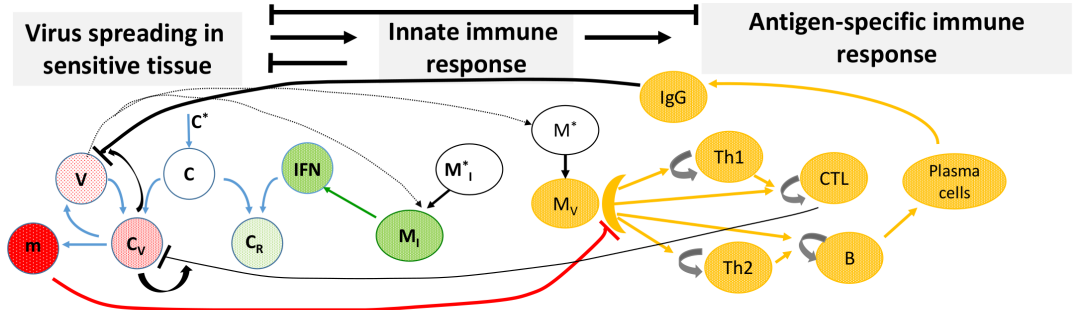 Virus spreading in
sensitive tissue
Innate immune
response
Antigen-specific immune
response
IgG
C*
M*
V
C
IFN
M*I
Th1
CTL
Plasma
cells
MV
m
CV
CR
MI
Th2
B